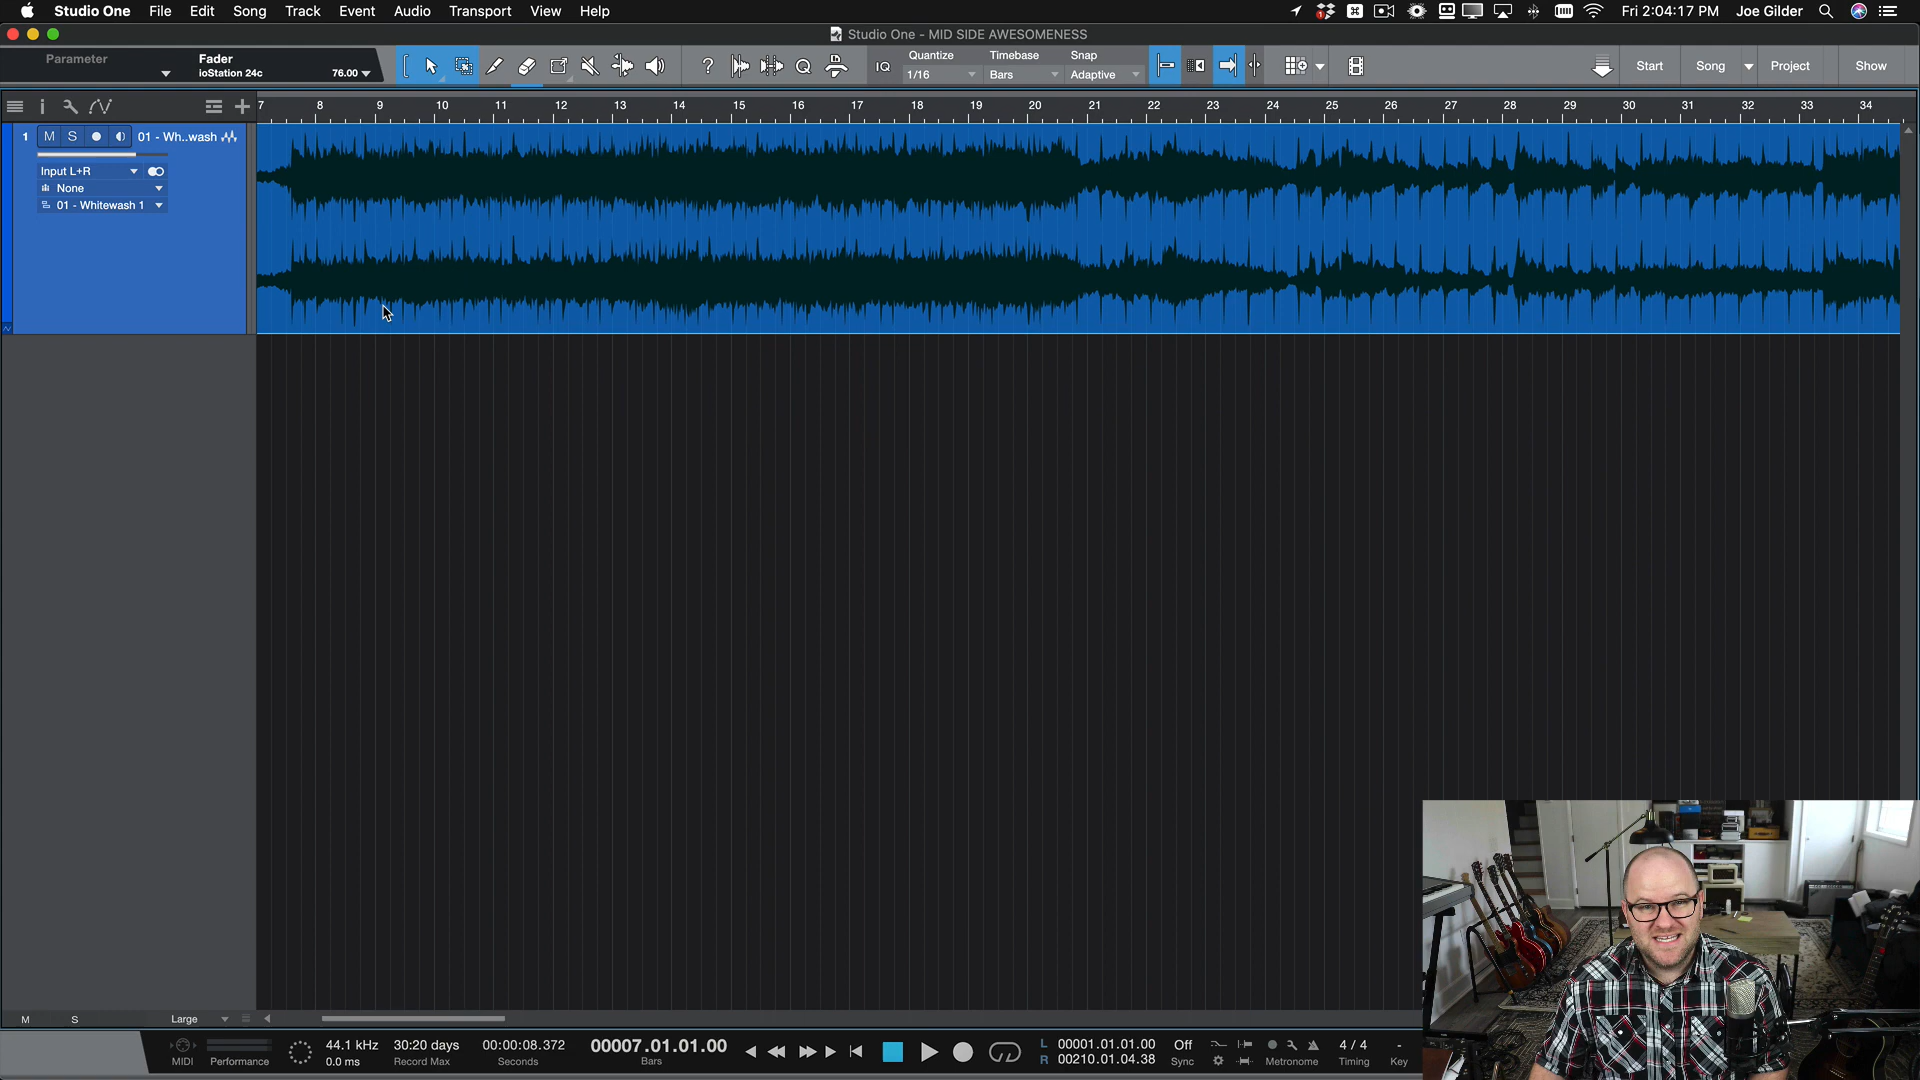 Studio One File Edit Song Track Event Audio Transport View Help Fri 2:04:17 PM Joe Gilder
Studio One - MID SIDE AWESOMENESS
Parameter Fader ioStation 24c 76.00
IQ Quantize 1/16 Timebase Bars Snap Adaptive Start Song Project Show
7 8 9 10 11 12 13 14 15 16 17 18 19 20 21 22 23 24 25 26 27 28 29 30 31 32 33 34
1 M S 01 - Wh..wash
Input L+R
None
01 - Whitewash 1
M S Large
MIDI Performance
44.1 kHz
0.0 ms
30:20 days
Record Max
00:00:08.372
Seconds
00007.01.01.00
Bars
L 00001.01.01.00
R 00210.01.04.38
Off
Sync
Metronome
4 / 4
Timing
-
Key